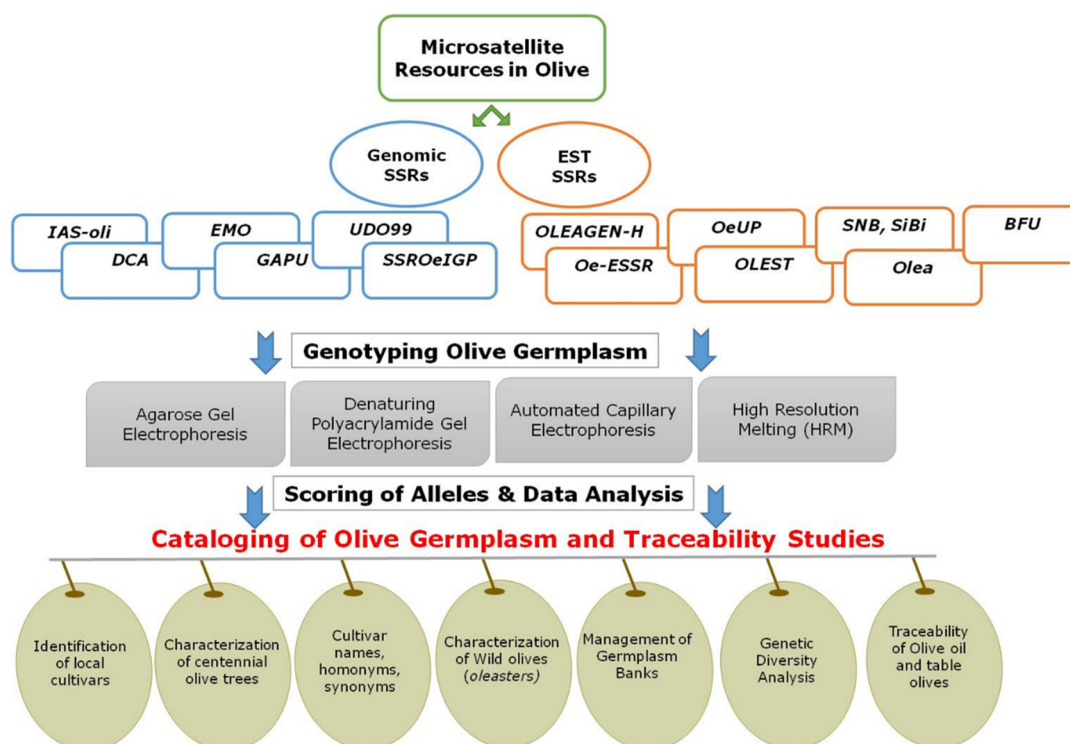 Microsatellite
Resources in Olive
Genomic
SSRs
EST
SSRs
IAS-oli
EMO
UDO99
DCA
GAPU
SSROeIGP
OLEAGEN-H
OeUP
SNB, SiBi
BFU
Oe-ESSR
OLEST
Olea
Genotyping Olive Germplasm
Agarose Gel
Electrophoresis
Denaturing
Polyacrylamide Gel
Electrophoresis
Automated Capillary
Electrophoresis
High Resolution
Melting (HRM)
Scoring of Alleles & Data Analysis
Cataloging of Olive Germplasm and Traceability Studies
Identification
of local
cultivars
Characterization
of centennial
olive trees
Cultivar
names,
homonyms,
synonyms
Characterization
of Wild olives
(oleasters)
Management of
Germplasm
Banks
Genetic
Diversity
Analysis
Traceability
of Olive oil
and table
olives